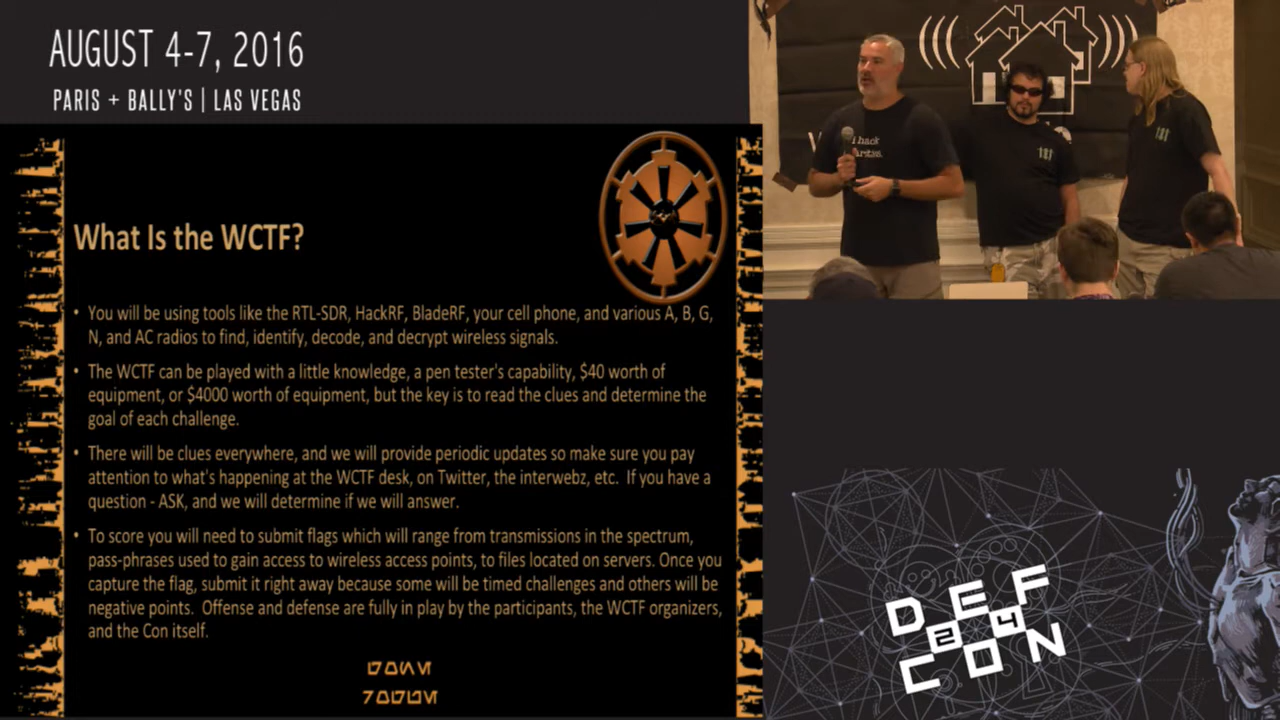 AUGUST 4-7, 2016
PARIS + BALLY'S | LAS VEGAS
What Is the WCTF?
• You will be using tools like the RTL-SDR, HackRF, BladeRF, your cell phone, and various A, B, G,
N, and AC radios to find, identify, decode, and decrypt wireless signals.
• The WCTF can be played with a little knowledge, a pen tester's capability, $40 worth of
equipment, or $4000 worth of equipment, but the key is to read the clues and determine the
goal of each challenge.
• There will be clues everywhere, and we will provide periodic updates so make sure you pay
attention to what's happening at the WCTF desk, on Twitter, the interwebz, etc.  If you have a
question - ASK, and we will determine if we will answer.
• To score you will need to submit flags which will range from transmissions in the spectrum,
pass-phrases used to gain access to wireless access points, to files located on servers. Once you
capture the flag, submit it right away because some will be timed challenges and others will be
negative points.  Offense and defense are fully in play by the participants, the WCTF organizers,
and the Con itself.
i hack
DEF
24
CON